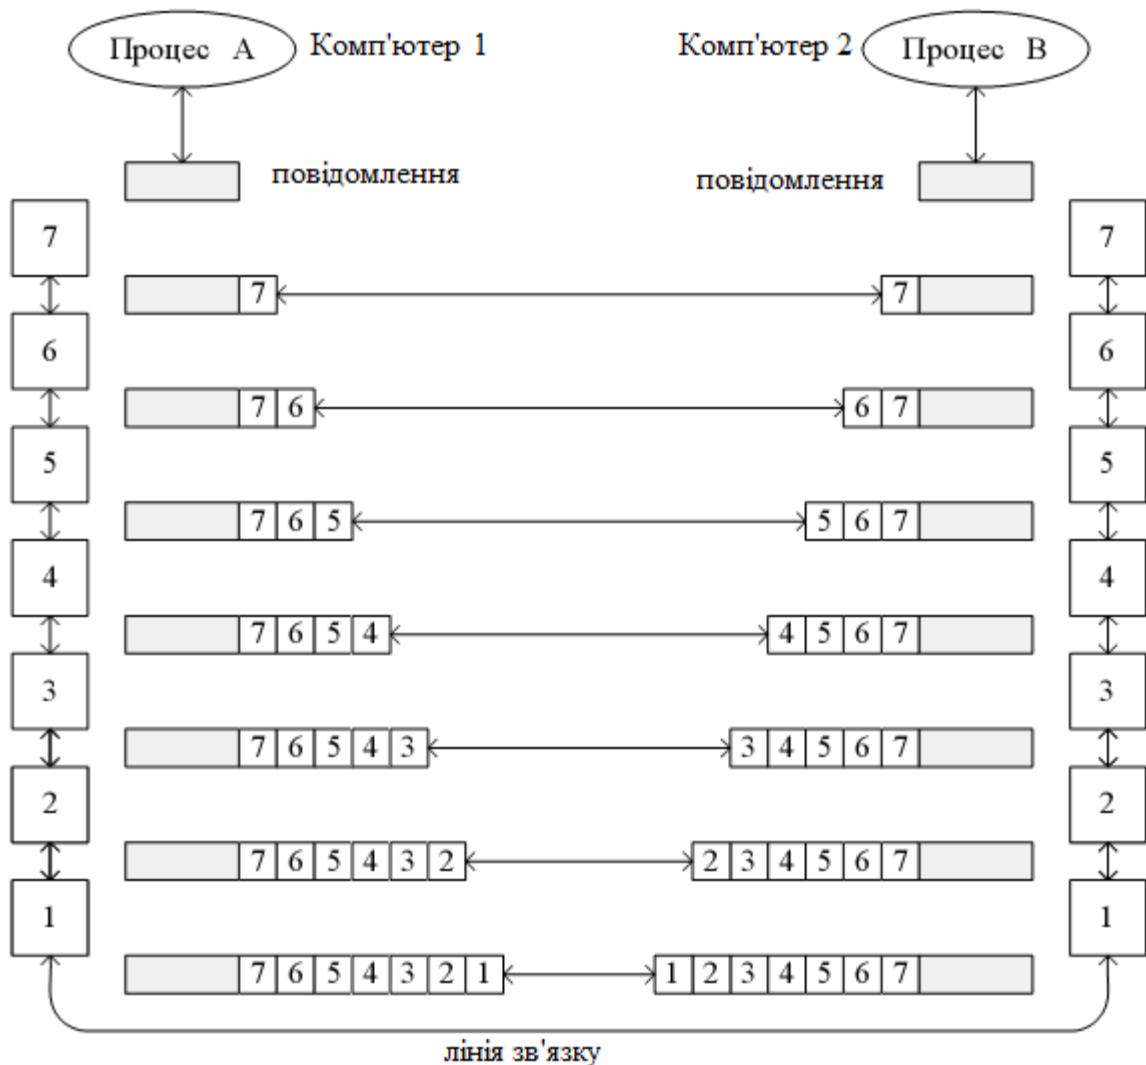 Процес А Комп'ютер 1 Комп'ютер 2 Процес В
повідомлення повідомлення
7 7
7 7
6 6
7 6 6 7
5 5
7 6 5 5 6 7
4 4
7 6 5 4 4 5 6 7
3 3
7 6 5 4 3 3 4 5 6 7
2 2
7 6 5 4 3 2 2 3 4 5 6 7
1 1
7 6 5 4 3 2 1 1 2 3 4 5 6 7
лінія зв'язку